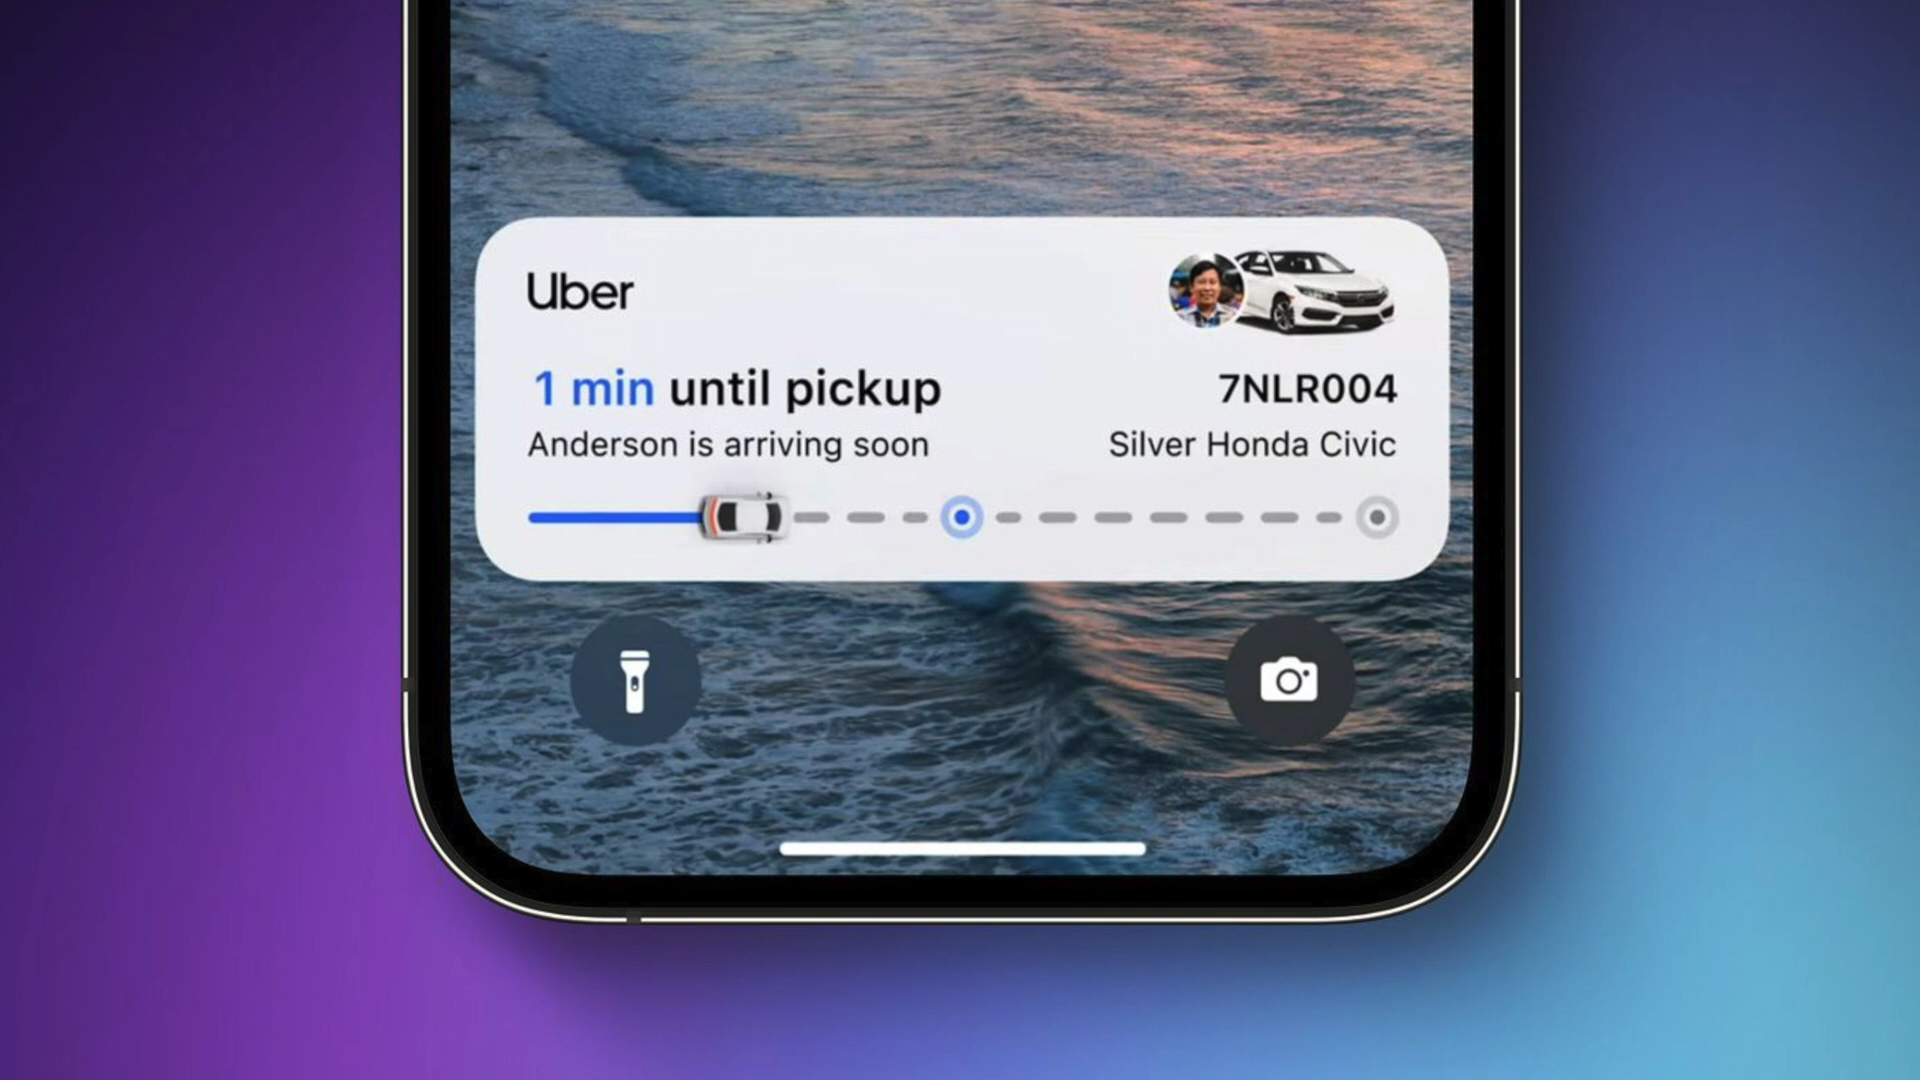 Uber
1 min until pickup
7NLR004
Anderson is arriving soon
Silver Honda Civic